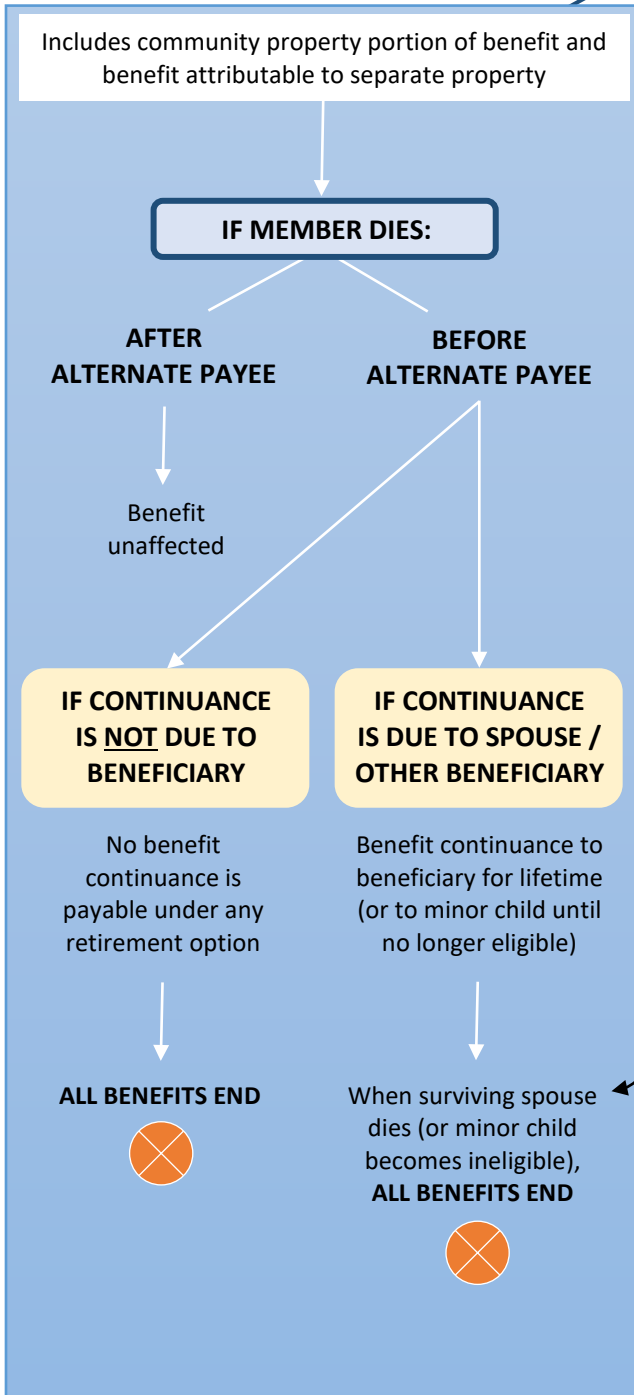 Includes community property portion of benefit and
benefit attributable to separate property
IF MEMBER DIES:
AFTER
ALTERNATE PAYEE
BEFORE
ALTERNATE PAYEE
Benefit
unaffected
IF CONTINUANCE
IS NOT DUE TO
BENEFICIARY
IF CONTINUANCE
IS DUE TO SPOUSE /
OTHER BENEFICIARY
No benefit
continuance is
payable under any
retirement option
Benefit continuance to
beneficiary for lifetime
(or to minor child until
no longer eligible)
ALL BENEFITS END
When surviving spouse
dies (or minor child
becomes ineligible),
ALL BENEFITS END